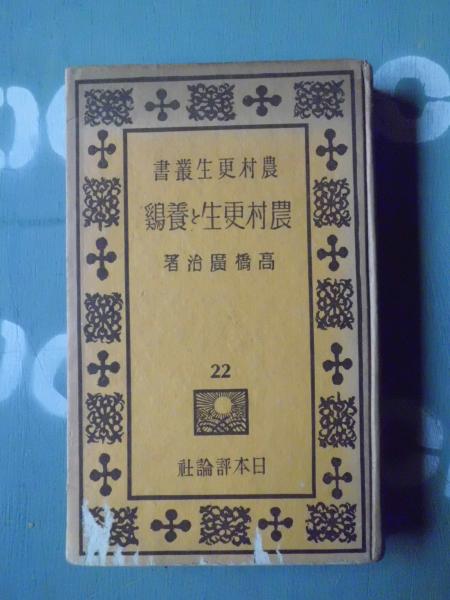 農村更生叢書
農村更生と養鷄
高橋廣治著
22
日本評論社